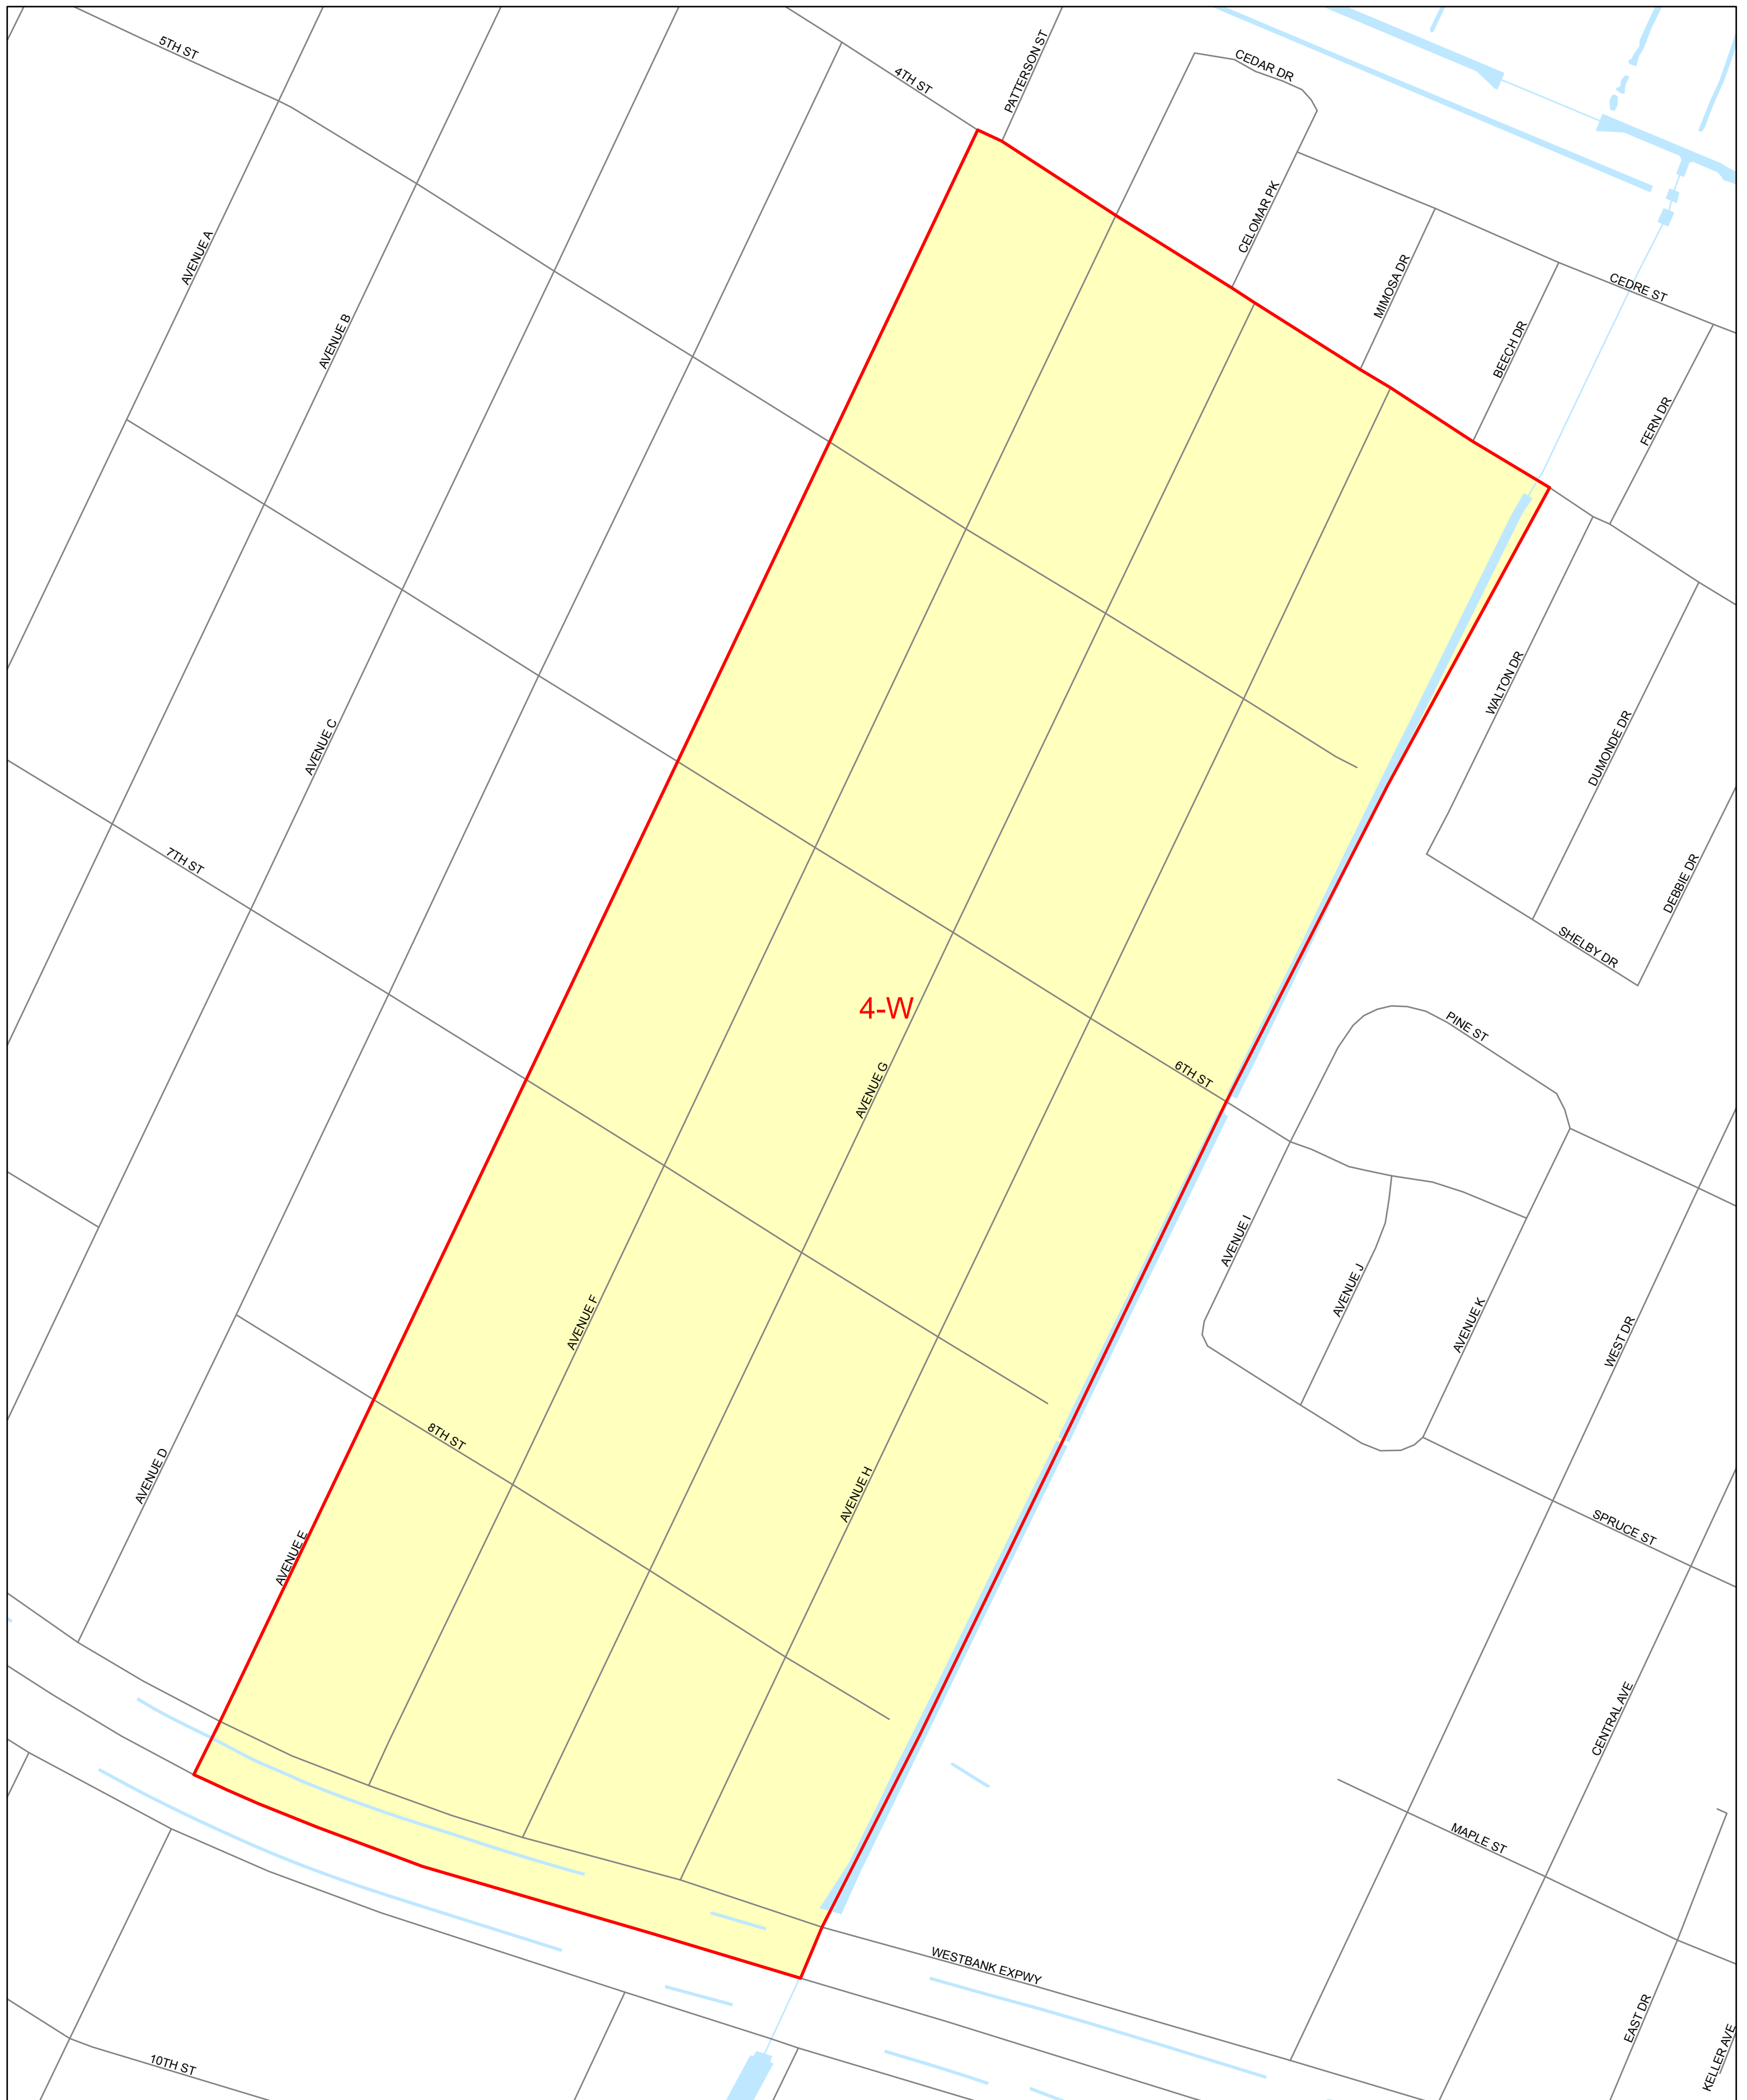 5TH ST
4TH ST
PATTERSON ST
CEDAR DR
AVENUE A
CELOMAR PK
MIMOSA DR
CEDRE ST
AVENUE B
BEECH DR
FERN DR
WALTON DR
AVENUE C
DUMONDE DR
7TH ST
DEBBIE DR
SHELBY DR
4-W
PINE ST
6TH ST
AVENUE G
AVENUE I
AVENUE J
AVENUE F
AVENUE K
WEST DR
8TH ST
AVENUE D
AVENUE H
SPRUCE ST
AVENUE E
CENTRAL AVE
MAPLE ST
WESTBANK EXPWY
EAST DR
KELLER AVE
10TH ST